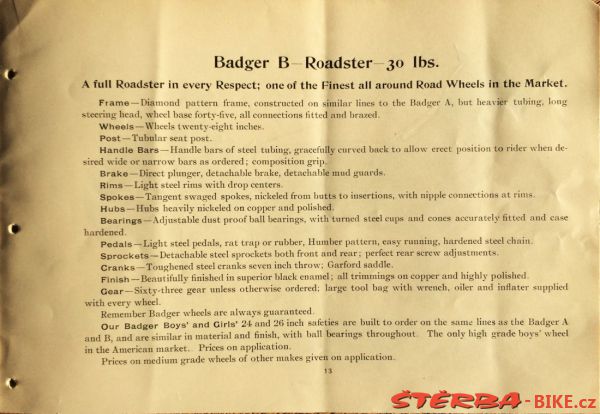 Badger B—Roadster—30 lbs.
A full Roadster in every Respect; one of the Finest all around Road Wheels in the Market.
Frame—Diamond pattern frame, constructed on similar lines to the Badger A, but heavier tubing, long
steering head, wheel base forty-five, all connections fitted and brazed.
Wheels—Wheels twenty-eight inches.
Post—Tubular seat post.
Handle Bars—Handle bars of steel tubing, gracefully curved back to allow erect position to rider when de-
sired wide or narrow bars as ordered; composition grip.
Brake—Direct plunger, detachable brake, detachable mud guards.
Rims—Light steel rims with drop centers.
Spokes—Tangent swaged spokes, nickeled from butts to insertions, with nipple connections at rims.
Hubs—Hubs heavily nickeled on copper and polished.
Bearings—Adjustable dust proof ball bearings, with turned steel cups and cones accurately fitted and case
hardened.
Pedals—Light steel pedals, rat trap or rubber, Humber pattern, easy running, hardened steel chain.
Sprockets—Detachable steel sprockets both front and rear; perfect rear screw adjustments.
Cranks—Toughened steel cranks seven inch throw; Garford saddle.
Finish—Beautifully finished in superior black enamel; all trimmings on copper and highly polished.
Gear—Sixty-three gear unless otherwise ordered; large tool bag with wrench, oiler and inflater supplied
with every wheel.
Remember Badger wheels are always guaranteed.
Our Badger Boys' and Girls' 24 and 26 inch safeties are built to order on the same lines as the Badger A
and B, and are similar in material and finish, with ball bearings throughout. The only high grade boys' wheel
in the American market. Prices on application.
Prices on medium grade wheels of other makes given on application.
13
ŠTĚRBA-BIKE.cz